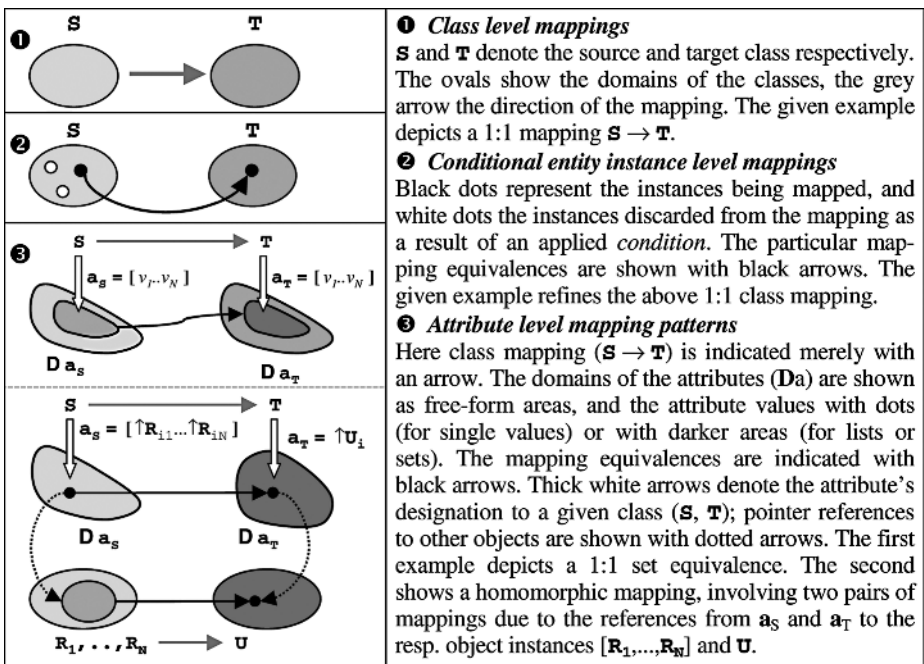 S T
❶
S T
❷
❸
S T
a_S = [ v_1..v_N ] a_T = [ v_1..v_N ]
D a_S D a_T
S T
a_S = [ ↑R_i1...↑R_iN ] a_T = ↑U_i
D a_S D a_T
R_1,..,R_N U
❶ Class level mappings
S and T denote the source and target class respectively.
The ovals show the domains of the classes, the grey
arrow the direction of the mapping. The given example
depicts a 1:1 mapping S → T.
❷ Conditional entity instance level mappings
Black dots represent the instances being mapped, and
white dots the instances discarded from the mapping as
a result of an applied condition. The particular map-
ping equivalences are shown with black arrows. The
given example refines the above 1:1 class mapping.
❸ Attribute level mapping patterns
Here class mapping (S → T) is indicated merely with
an arrow. The domains of the attributes (Da) are shown
as free-form areas, and the attribute values with dots
(for single values) or with darker areas (for lists or
sets). The mapping equivalences are indicated with
black arrows. Thick white arrows denote the attribute's
designation to a given class (S, T); pointer references
to other objects are shown with dotted arrows. The first
example depicts a 1:1 set equivalence. The second
shows a homomorphic mapping, involving two pairs of
mappings due to the references from a_S and a_T to the
resp. object instances [R_1,...,R_N] and U.